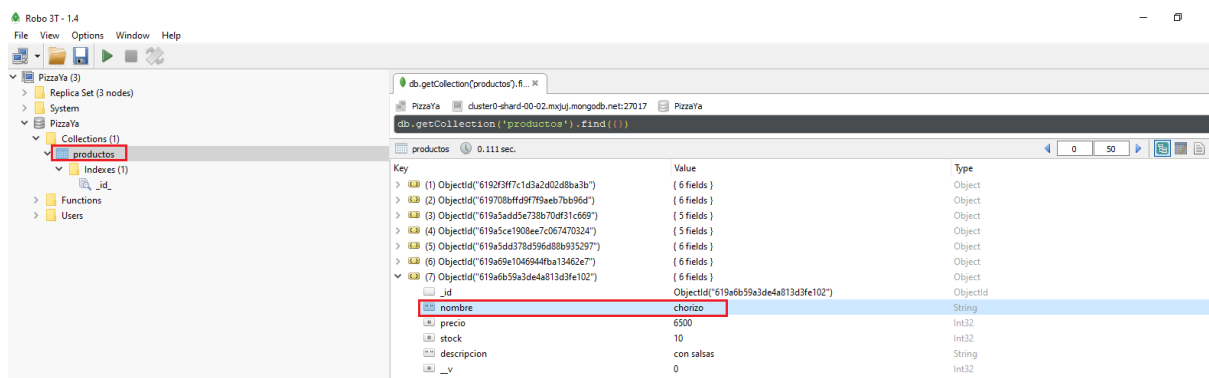 Robo 3T - 1.4
File View Options Window Help
PizzaYa (3)
Replica Set (3 nodes)
System
PizzaYa
Collections (1)
productos
Indexes (1)
_id_
Functions
Users
db.getCollection('productos').fi...
PizzaYa cluster0-shard-00-02.mxjuj.mongodb.net:27017 PizzaYa
db.getCollection('productos').find({})
productos 0.111 sec. 0 50
Key Value Type
(1) ObjectId("6192f3ff7c1d3a2d02d8ba3b") { 6 fields } Object
(2) ObjectId("619708bffd9f7f9aeb7bb96d") { 6 fields } Object
(3) ObjectId("619a5add5e738b70df31c669") { 5 fields } Object
(4) ObjectId("619a5ce1908ee7c067470324") { 5 fields } Object
(5) ObjectId("619a5dd378d596d88b935297") { 6 fields } Object
(6) ObjectId("619a69e1046944fba13462e7") { 6 fields } Object
(7) ObjectId("619a6b59a3de4a813d3fe102") { 6 fields } Object
_id ObjectId("619a6b59a3de4a813d3fe102") ObjectId
nombre chorizo String
precio 6500 Int32
stock 10 Int32
descripcion con salsas String
__v 0 Int32